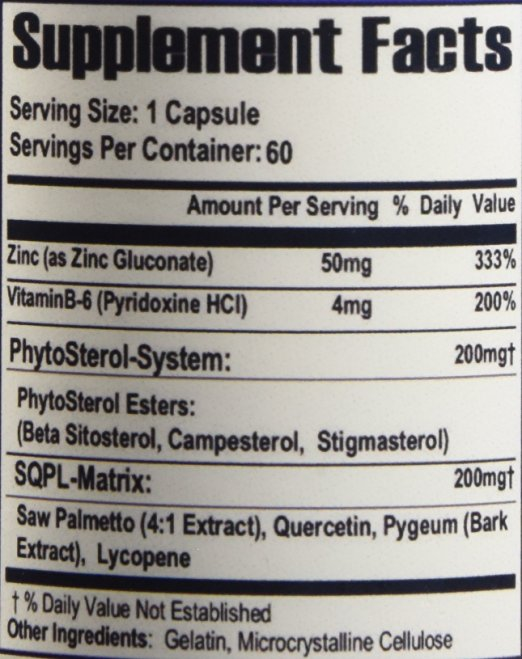 Supplement Facts
Serving Size: 1 Capsule
Servings Per Container: 60
Amount Per Serving % Daily Value
Zinc (as Zinc Gluconate) 50mg 333%
VitaminB-6 (Pyridoxine HCl) 4mg 200%
PhytoSterol-System: 200mg†
PhytoSterol Esters:
(Beta Sitosterol, Campesterol, Stigmasterol)
SQPL-Matrix: 200mg†
Saw Palmetto (4:1 Extract), Quercetin, Pygeum (Bark
Extract), Lycopene
† % Daily Value Not Established
Other Ingredients: Gelatin, Microcrystalline Cellulose